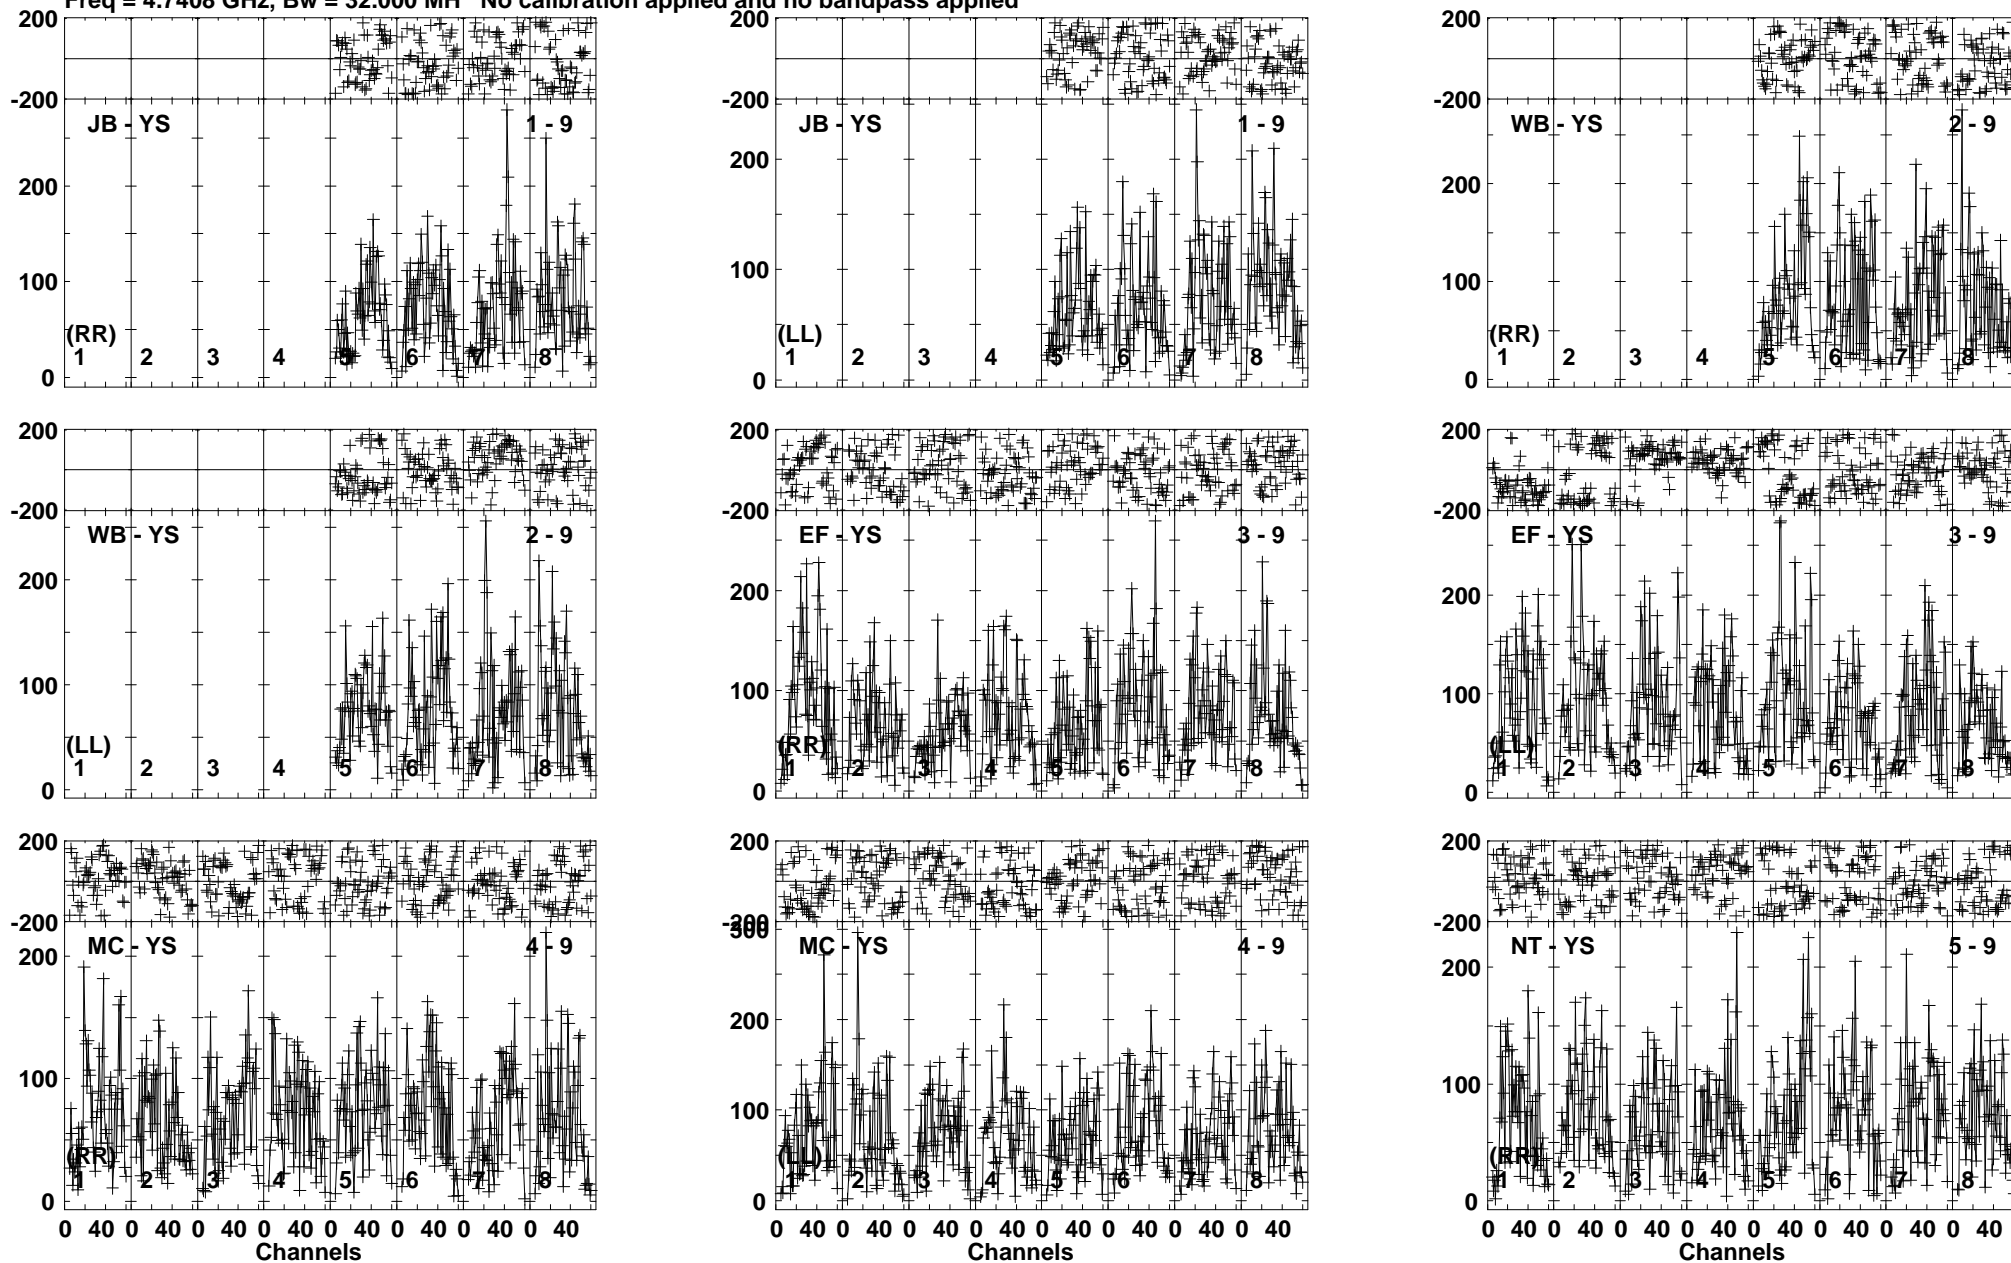 Freq = 4.7408 GHz, Bw = 32.000 MH No calibration applied and no bandpass applied
200 200 200
-200 -200 -200
JB - YS 1 - 9 JB - YS 1 - 9 WB - YS 2 - 9
200 200 200
100 100 100
(RR) (LL) (RR)
1 2 3 4 5 6 7 8 1 2 3 4 5 6 7 8 1 2 3 4 5 6 7 8
0 0 0
200 200 200
-200 -200 -200
WB - YS 2 - 9 EF - YS 3 - 9 EF - YS 3 - 9
200 200 200
100 100 100
(LL) (RR) (LL)
1 2 3 4 5 6 7 8 1 2 3 4 5 6 7 8 1 2 3 4 5 6 7 8
0 0 0
200 200 200
-200 -200 -200
300
MC - YS 4 - 9 MC - YS 4 - 9 NT - YS 5 - 9
200 200 200
100 100 100
(RR) (LL) (RR)
1 2 3 4 5 6 7 8 1 2 3 4 5 6 7 8 1 2 3 4 5 6 7 8
0 0 0
0 40 0 40 0 40 0 40 0 40 0 40 0 40 0 40 0 40 0 40 0 40 0 40 0 40 0 40 0 40 0 40 0 40 0 40 0 40 0 40 0 40 0 40 0 40 0 40
Channels Channels Channels